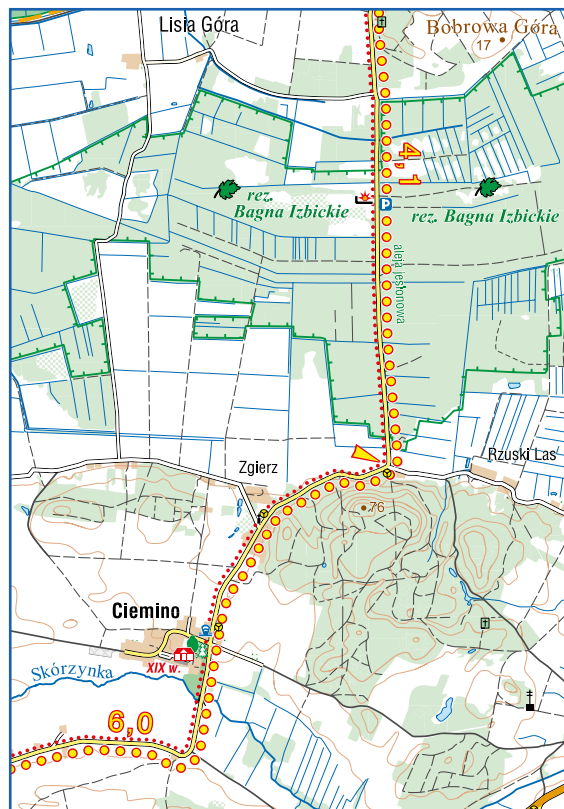 Lisia Góra
Bobrowa Góra
17
4,1
rez.
Bagna Izbickie
P
rez. Bagna Izbickie
aleja jesionowa
Zgierz
Rzuski Las
76
Ciemino
XIX w.
Skórzynka
6,0